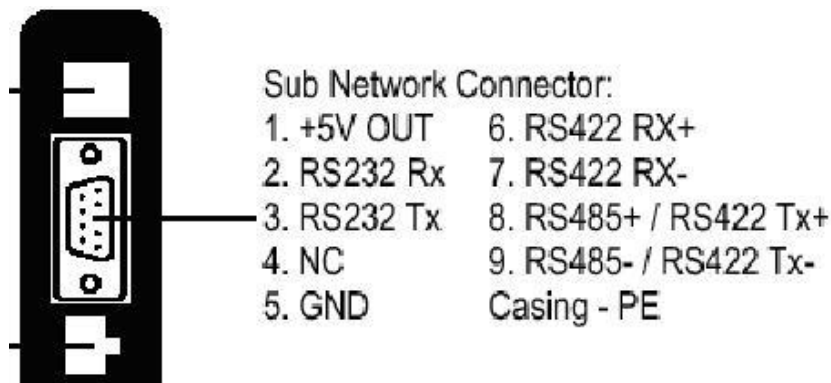 Sub Network Connector:
1. +5V OUT 6. RS422 RX+
2. RS232 Rx 7. RS422 RX-
3. RS232 Tx 8. RS485+ / RS422 Tx+
4. NC 9. RS485- / RS422 Tx-
5. GND Casing - PE